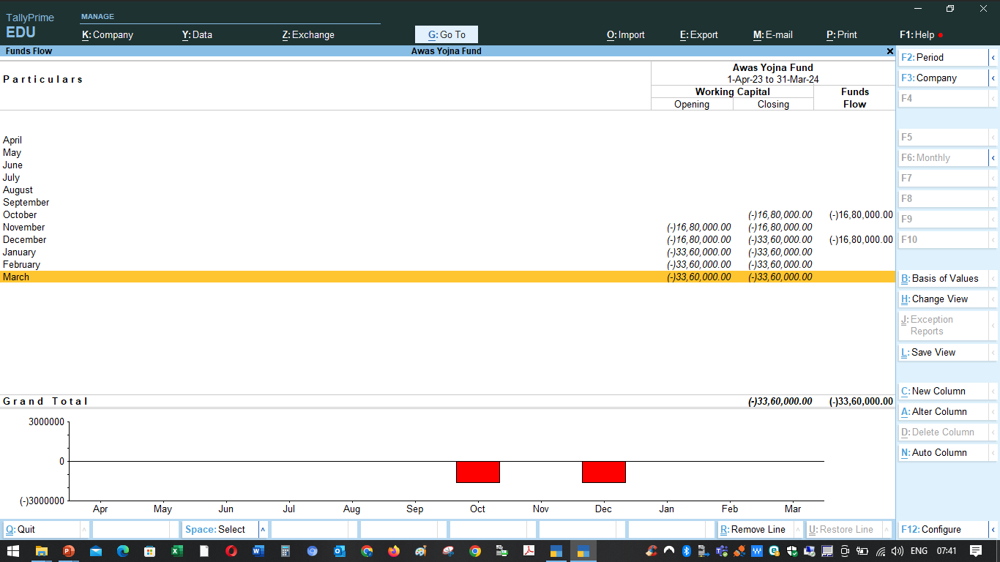 TallyPrime
EDU
MANAGE
K: Company Y: Data Z: Exchange G: Go To O: Import E: Export M: E-mail P: Print F1: Help
Funds Flow Awas Yojna Fund
Particulars
Awas Yojna Fund
1-Apr-23 to 31-Mar-24
Working Capital Funds
Opening Closing Flow
April
May
June
July
August
September
October (-)16,80,000.00 (-)16,80,000.00
November (-)16,80,000.00 (-)16,80,000.00
December (-)16,80,000.00 (-)33,60,000.00 (-)16,80,000.00
January (-)33,60,000.00 (-)33,60,000.00
February (-)33,60,000.00 (-)33,60,000.00
March (-)33,60,000.00 (-)33,60,000.00
Grand Total (-)33,60,000.00 (-)33,60,000.00
3000000
0
(-)3000000
Apr May Jun Jul Aug Sep Oct Nov Dec Jan Feb Mar
F2: Period
F3: Company
F4
F5
F6: Monthly
F7
F8
F9
F10
B: Basis of Values
H: Change View
J: Exception
Reports
L: Save View
C: New Column
A: Alter Column
D: Delete Column
N: Auto Column
Q: Quit Space: Select R: Remove Line U: Restore Line F12: Configure
ENG 07:41